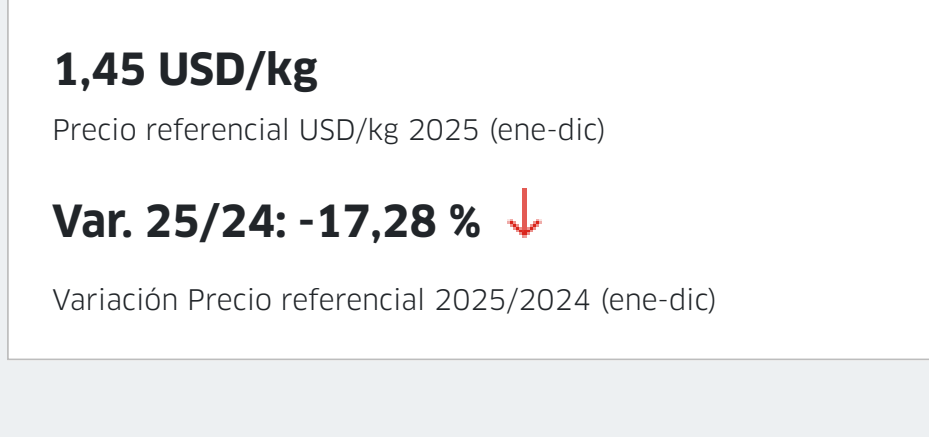 1,45 USD/kg
Precio referencial USD/kg 2025 (ene-dic)
Var. 25/24: -17,28 %
Variación Precio referencial 2025/2024 (ene-dic)